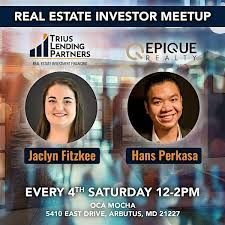 REAL ESTATE INVESTOR MEETUP
TRIUS
LENDING
PARTNERS
REAL ESTATE INVESTMENT FINANCING
EPIQUE
REALTY
Jaclyn Fitzkee
Hans Perkasa
EVERY 4TH SATURDAY 12-2PM
OCA MOCHA
5410 EAST DRIVE, ARBUTUS, MD 21227